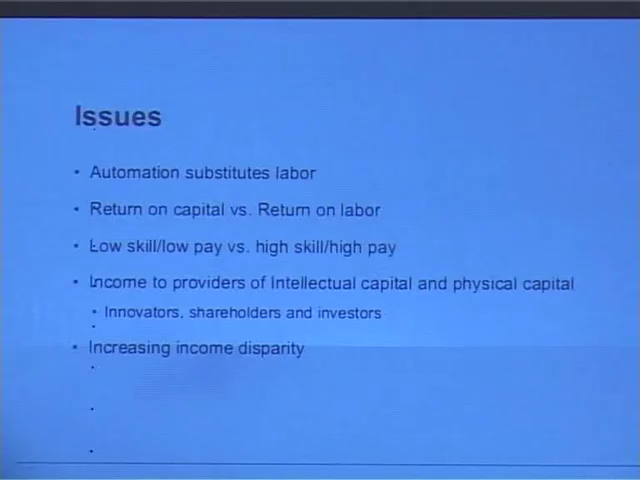 Issues
• Automation substitutes labor
• Return on capital vs. Return on labor
• Low skill/low pay vs. high skill/high pay
• Income to providers of Intellectual capital and physical capital
• Innovators, shareholders and investors
• Increasing income disparity